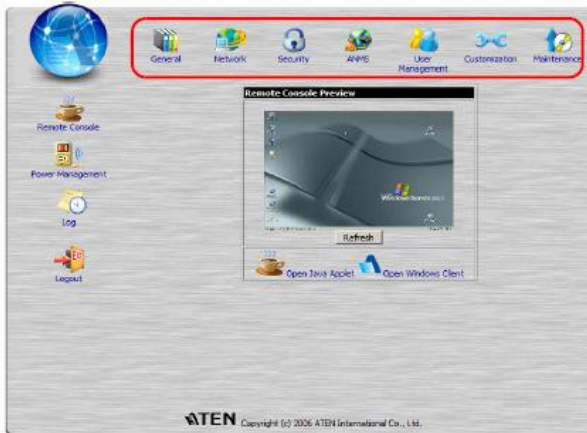 General Network Security ANMS User Management Customization Maintenance
Remote Console
Power Management
Log
Logout
Remote Console Preview
Windows
Refresh
Open Java Applet Open Windows Client
ATEN Copyright (c) 2006 ATEN International Co., Ltd.